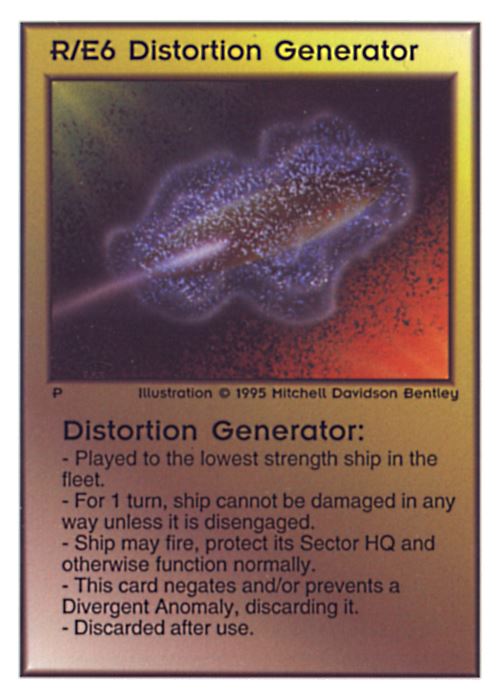 R/E6 Distortion Generator
P Illustration © 1995 Mitchell Davidson Bentley
Distortion Generator:
- Played to the lowest strength ship in the
fleet.
- For 1 turn, ship cannot be damaged in any
way unless it is disengaged.
- Ship may fire, protect its Sector HQ and
otherwise function normally.
- This card negates and/or prevents a
Divergent Anomaly, discarding it.
- Discarded after use.